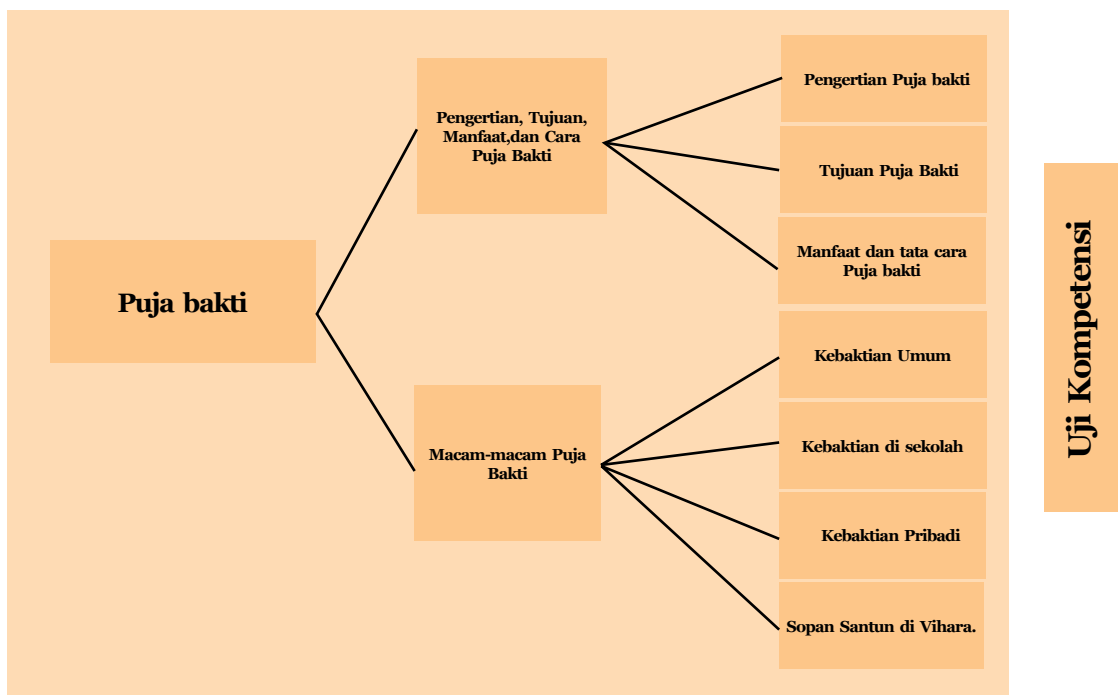 Puja bakti
Pengertian, Tujuan,
Manfaat,dan Cara
Puja Bakti
Macam-macam Puja
Bakti
Pengertian Puja bakti
Tujuan Puja Bakti
Manfaat dan tata cara
Puja bakti
Kebaktian Umum
Kebaktian di sekolah
Kebaktian Pribadi
Sopan Santun di Vihara.
Uji Kompetensi